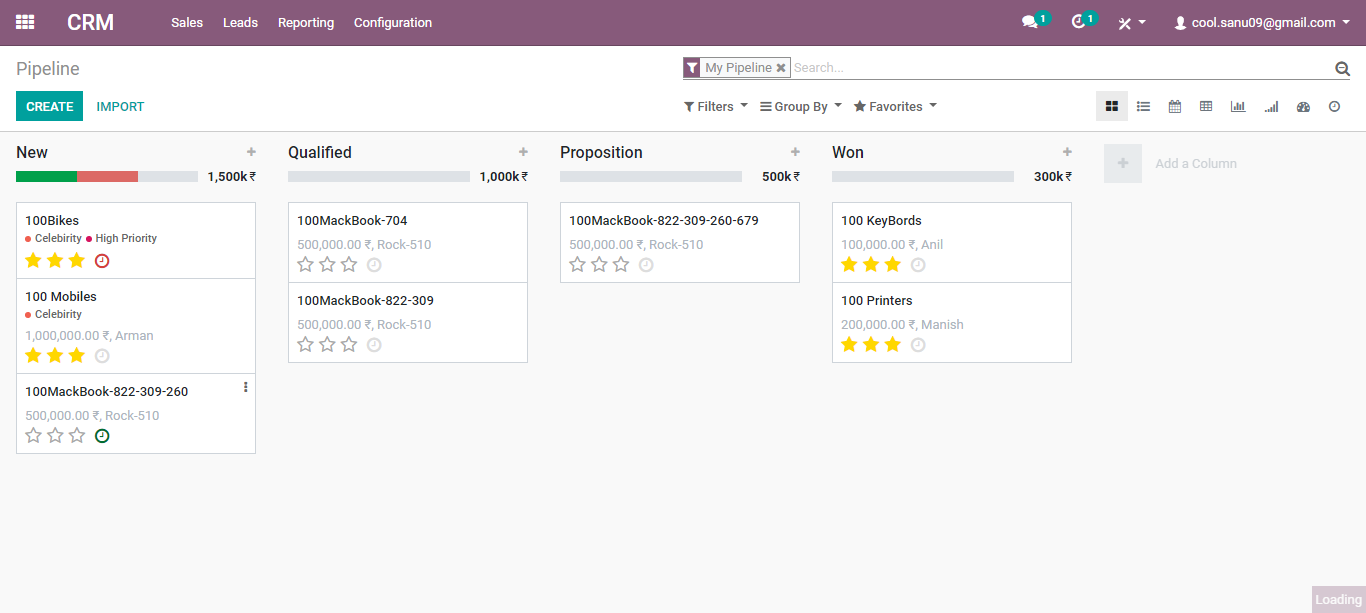 CRM Sales Leads Reporting Configuration 1 1 cool.sanu09@gmail.com
Pipeline My Pipeline Search...
CREATE IMPORT Filters Group By Favorites
New
1,500k ₹
100Bikes
Celebirity High Priority
100 Mobiles
Celebirity
1,000,000.00 ₹, Arman
100MackBook-822-309-260
500,000.00 ₹, Rock-510
Qualified
1,000k ₹
100MackBook-704
500,000.00 ₹, Rock-510
100MackBook-822-309
500,000.00 ₹, Rock-510
Proposition
500k ₹
100MackBook-822-309-260-679
500,000.00 ₹, Rock-510
Won
300k ₹
100 KeyBords
100,000.00 ₹, Anil
100 Printers
200,000.00 ₹, Manish
Add a Column
Loading